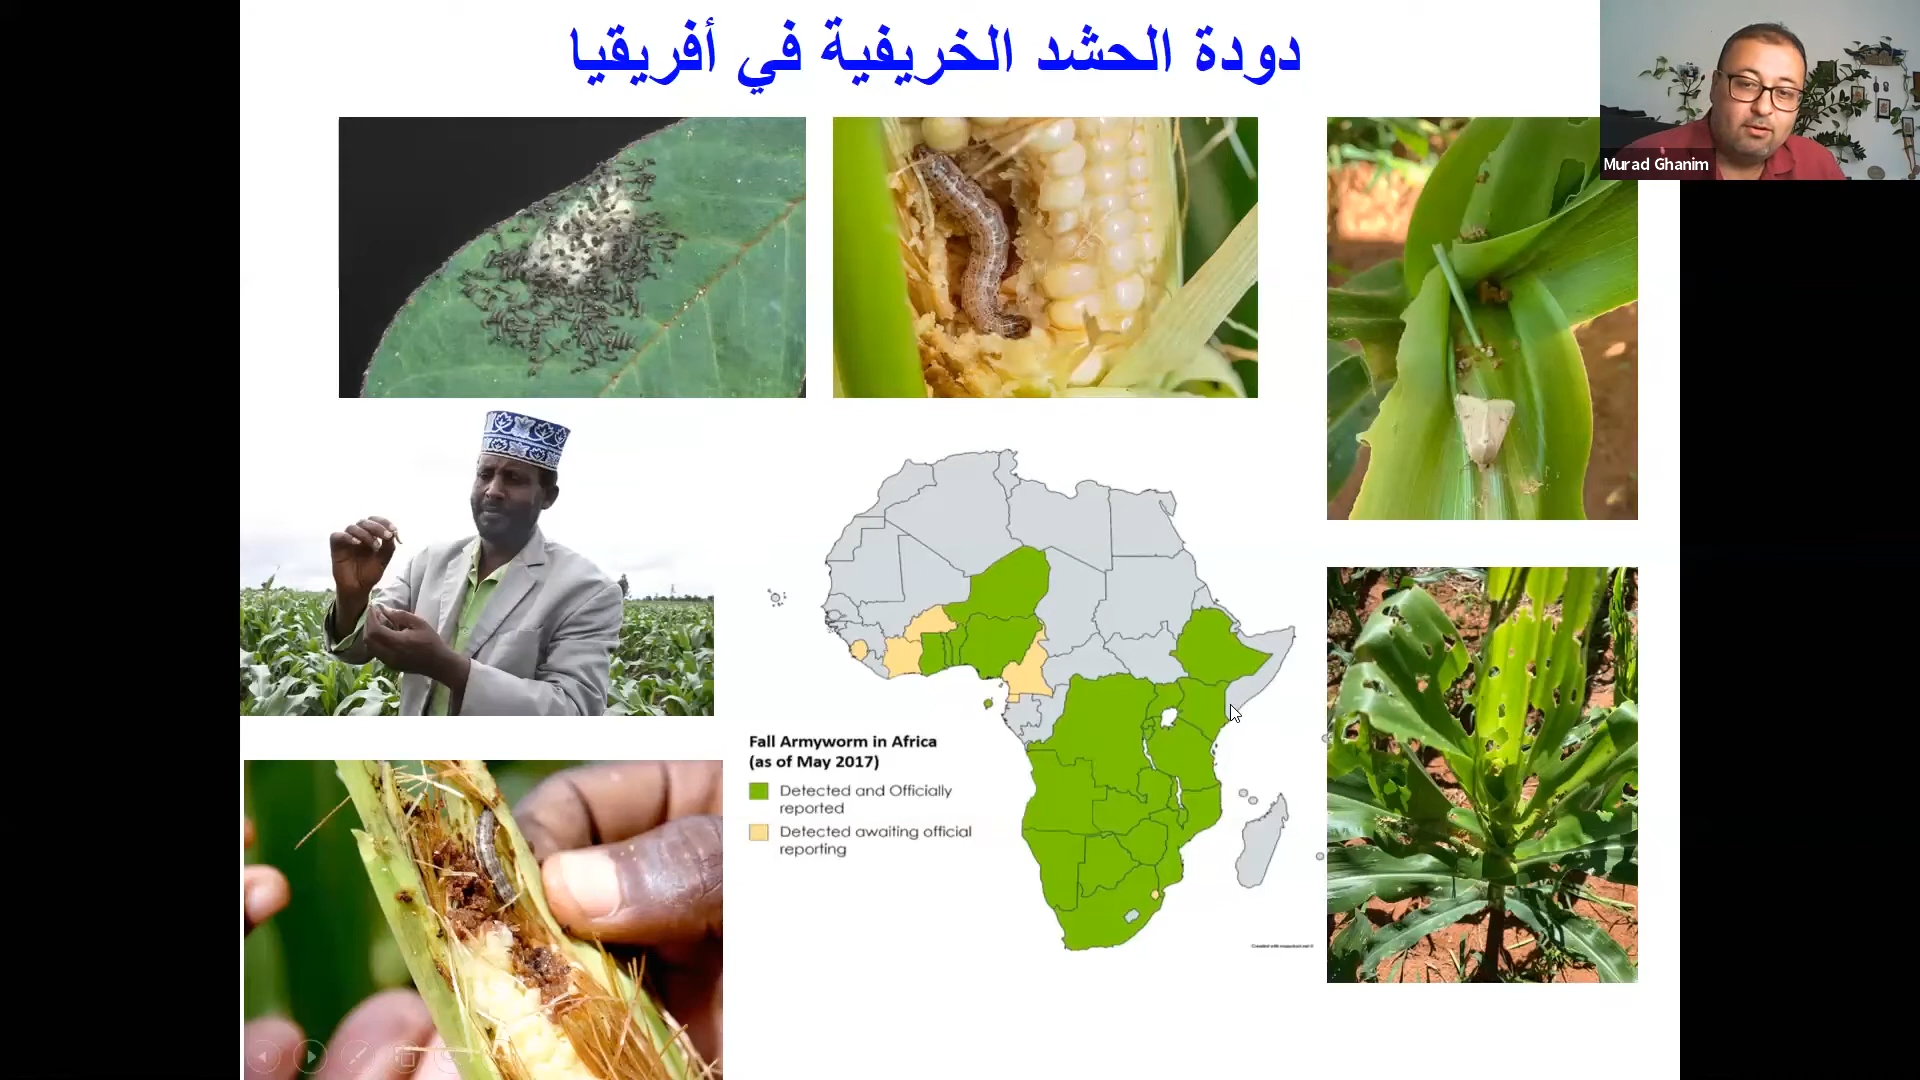 دودة الحشد الخريفية في أفريقيا
Murad Ghanim
Fall Armyworm in Africa
(as of May 2017)
Detected and Officially
reported
Detected awaiting official
reporting